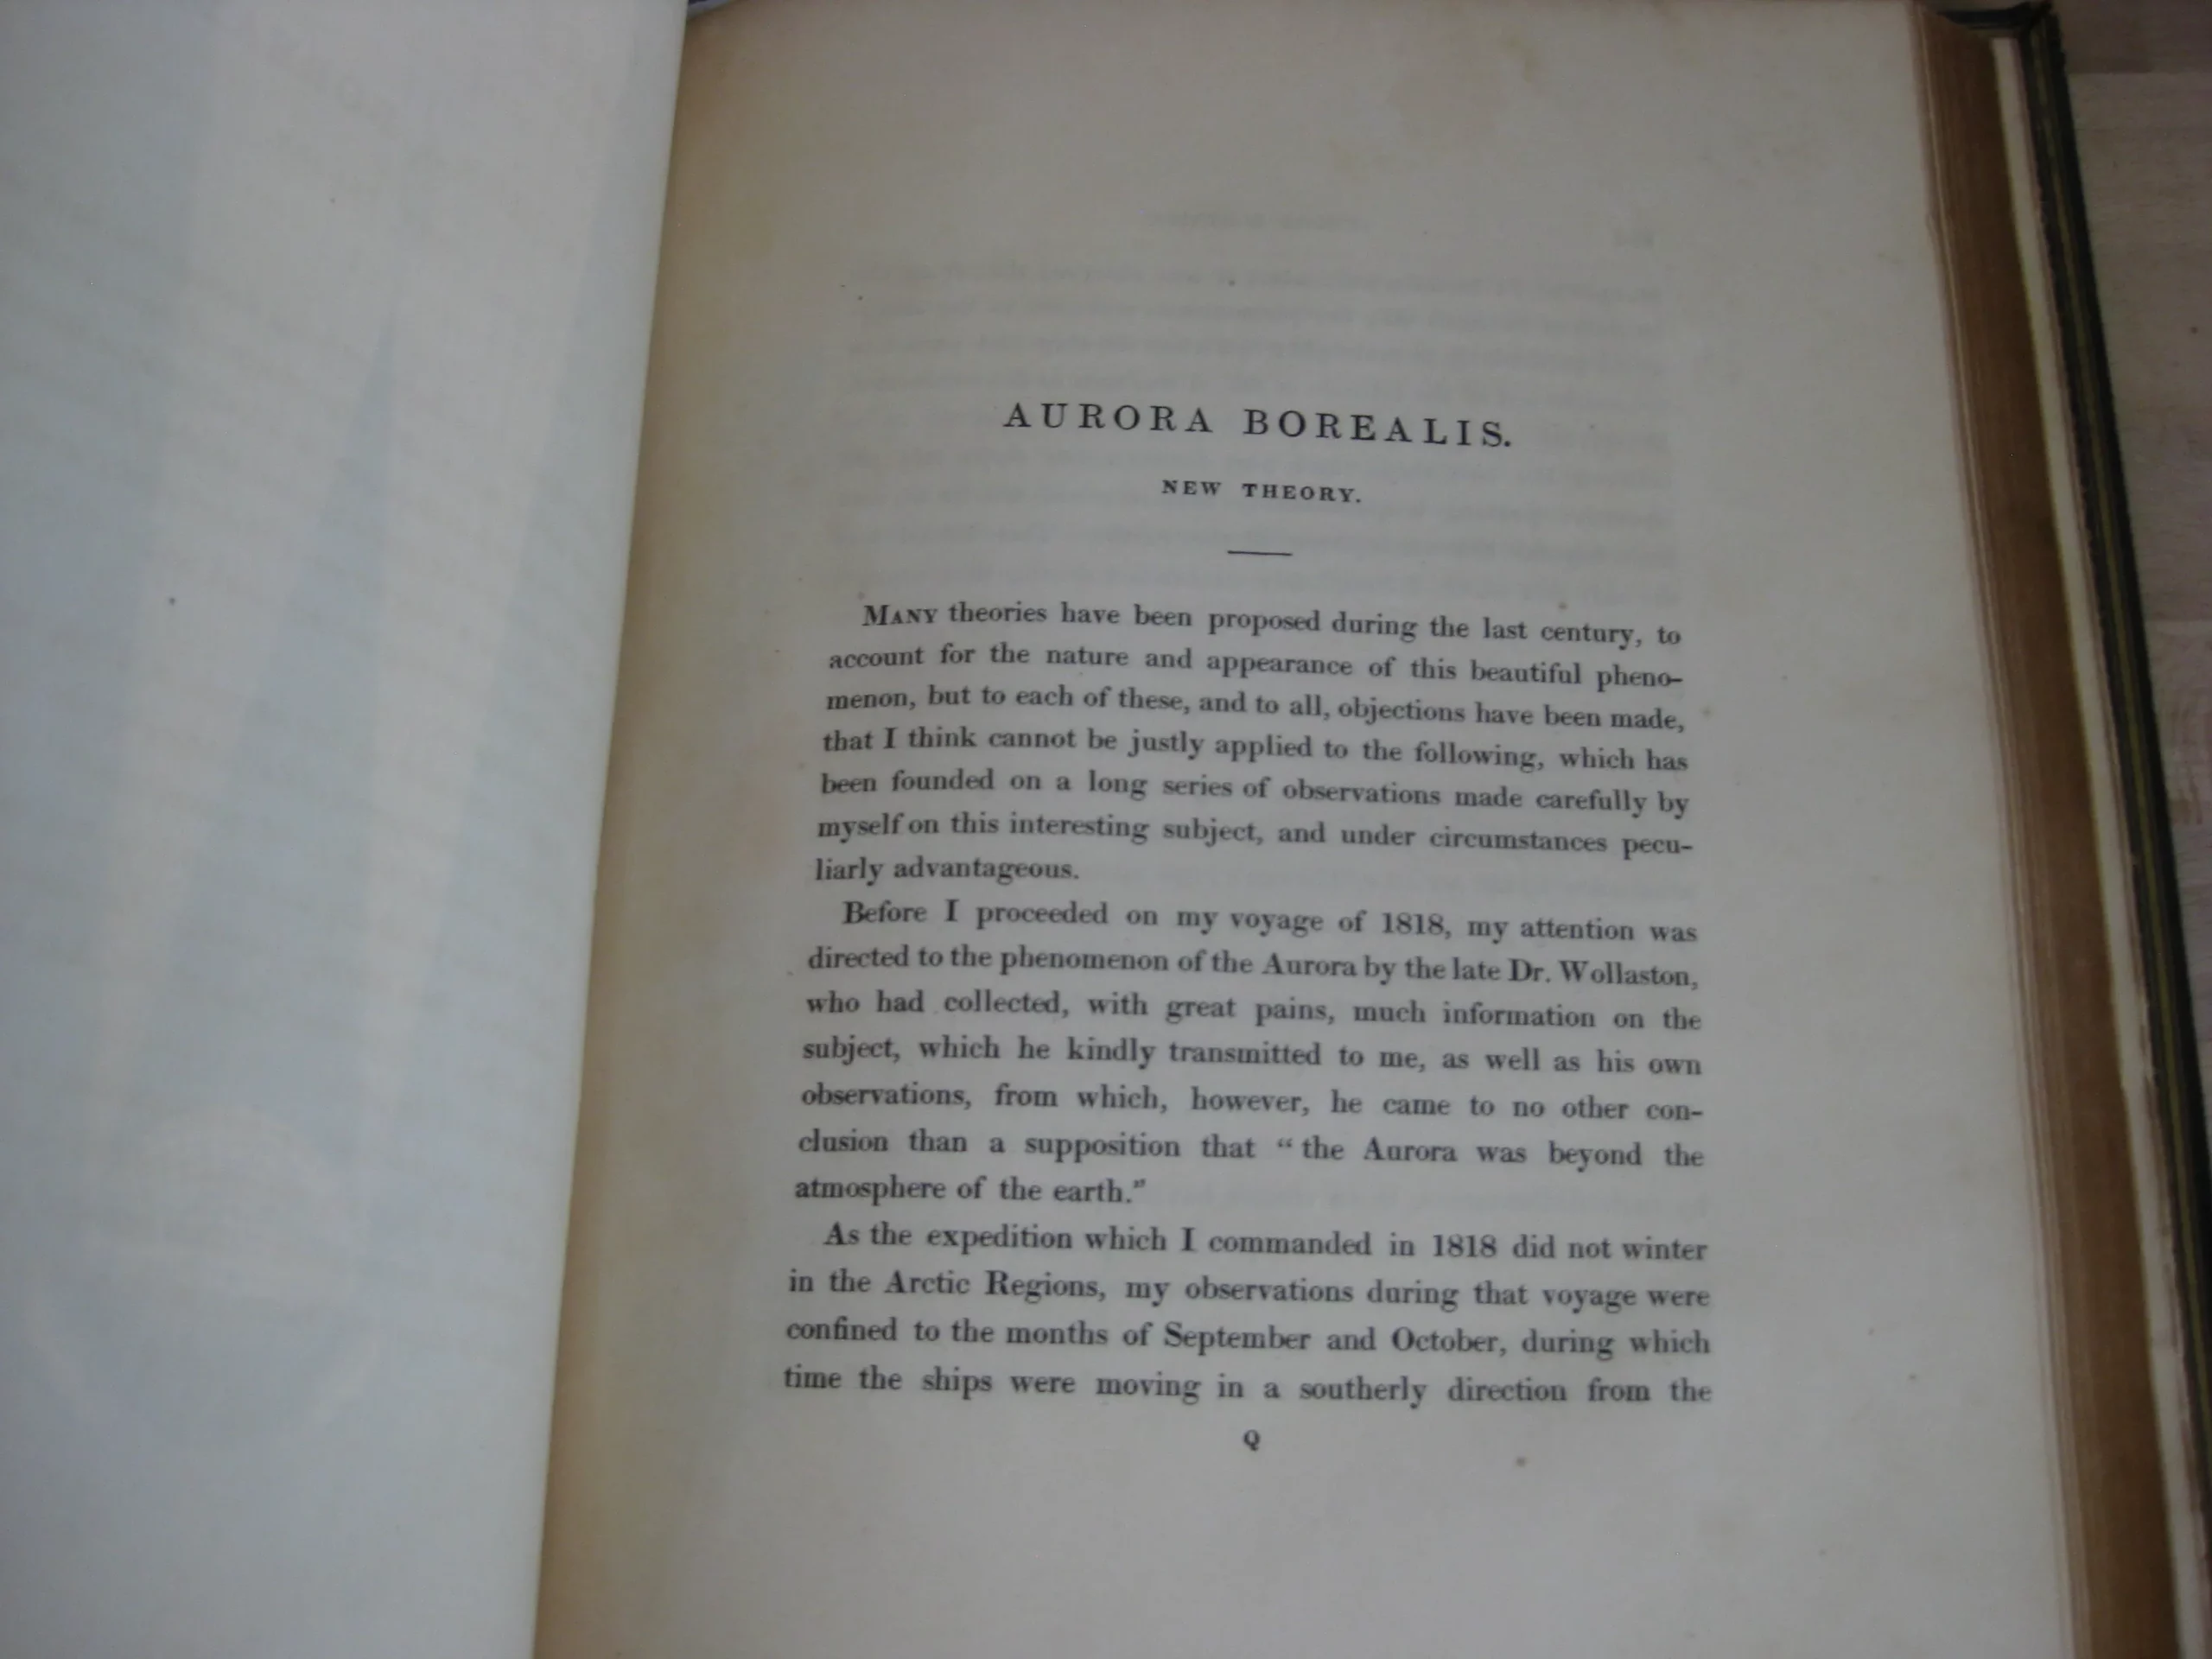 AURORA BOREALIS.
NEW THEORY.
MANY theories have been proposed during the last century, to
account for the nature and appearance of this beautiful pheno-
menon, but to each of these, and to all, objections have been made,
that I think cannot be justly applied to the following, which has
been founded on a long series of observations made carefully by
myself on this interesting subject, and under circumstances pecu-
liarly advantageous.
Before I proceeded on my voyage of 1818, my attention was
directed to the phenomenon of the Aurora by the late Dr. Wollaston,
who had collected, with great pains, much information on the
subject, which he kindly transmitted to me, as well as his own
observations, from which, however, he came to no other con-
clusion than a supposition that “ the Aurora was beyond the
atmosphere of the earth.”
As the expedition which I commanded in 1818 did not winter
in the Arctic Regions, my observations during that voyage were
confined to the months of September and October, during which
time the ships were moving in a southerly direction from the
Q